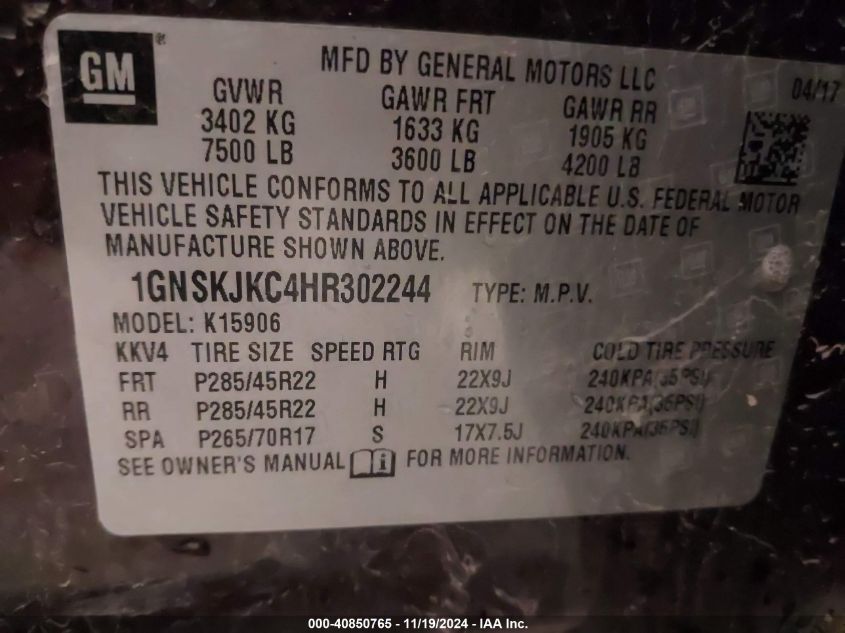 GM®
MFD BY GENERAL MOTORS LLC
04/17
GVWR GAWR FRT GAWR RR
3402 KG 1633 KG 1905 KG
7500 LB 3600 LB 4200 LB
THIS VEHICLE CONFORMS TO ALL APPLICABLE U.S. FEDERAL MOTOR
VEHICLE SAFETY STANDARDS IN EFFECT ON THE DATE OF
MANUFACTURE SHOWN ABOVE.
1GNSKJKC4HR302244 TYPE: M.P.V.
MODEL: K15906
KKV4 TIRE SIZE SPEED RTG RIM COLD TIRE PRESSURE
FRT P285/45R22 H 22X9J 240KPA(35PSI)
RR P285/45R22 H 22X9J 240KPA(35PSI)
SPA P265/70R17 S 17X7.5J 240KPA(35PSI)
SEE OWNER'S MANUAL i FOR MORE INFORMATION.
000-40850765 - 11/19/2024 - IAA Inc.